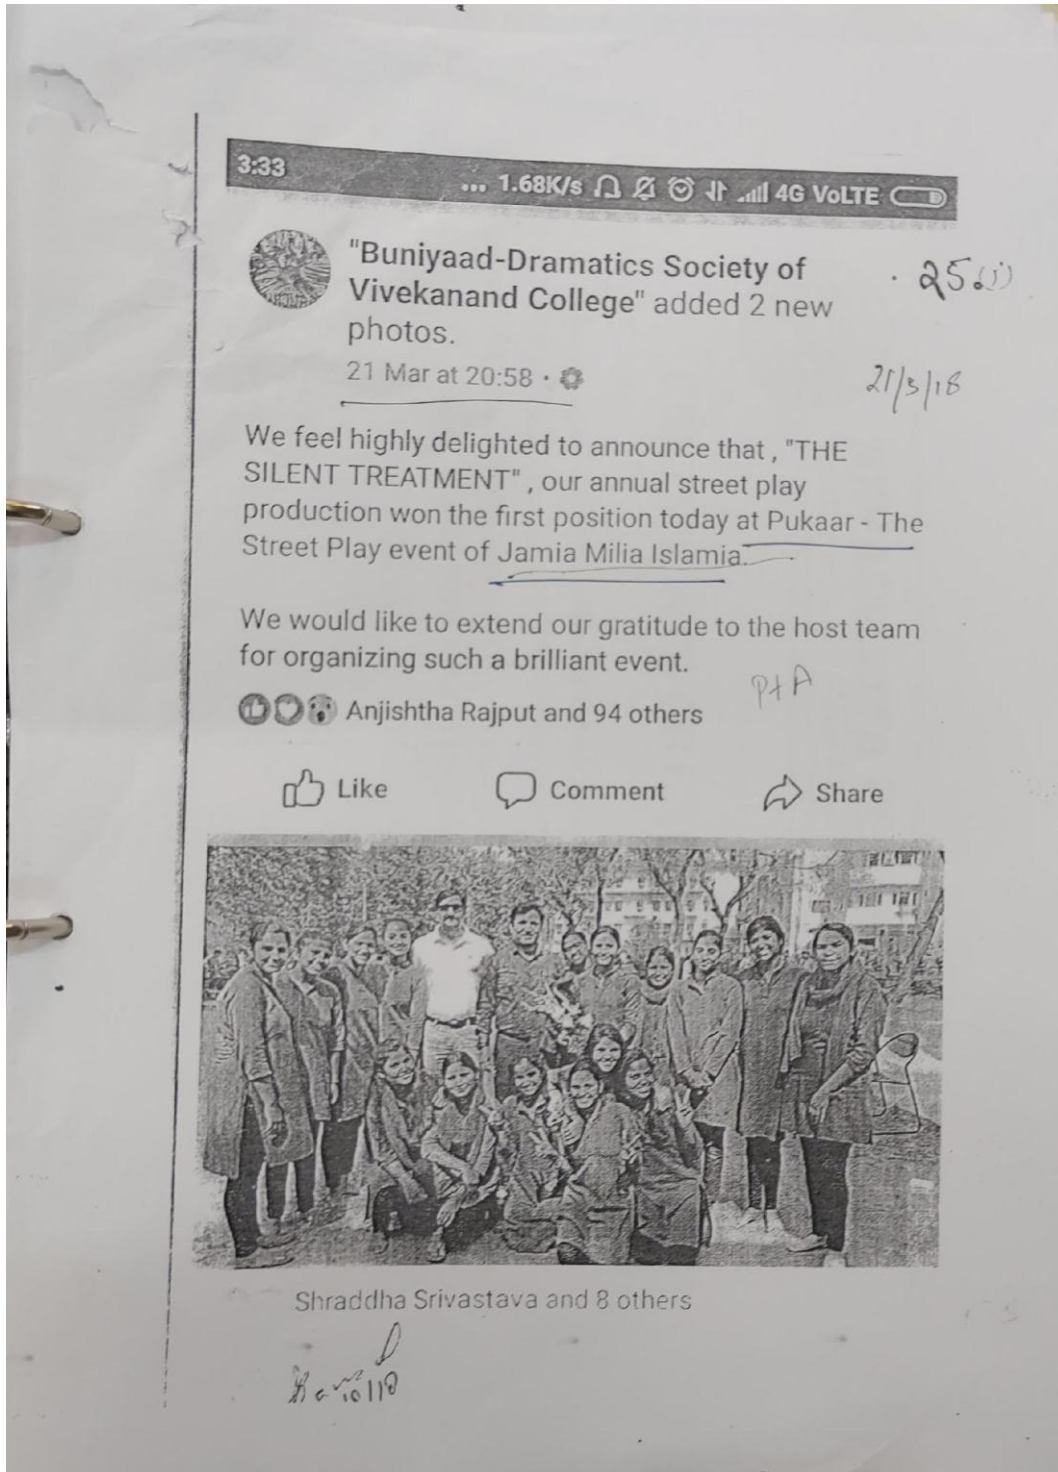 3:33
... 1.68K/s 4G VoLTE
"Buniyaad-Dramatics Society of
Vivekanand College" added 2 new
photos.
25(j)
21 Mar at 20:58 ·
21/3/18
We feel highly delighted to announce that , "THE
SILENT TREATMENT" , our annual street play
production won the first position today at Pukaar - The
Street Play event of Jamia Milia Islamia.
We would like to extend our gratitude to the host team
for organizing such a brilliant event.
Anjishtha Rajput and 94 others
Like Comment Share
Shraddha Srivastava and 8 others